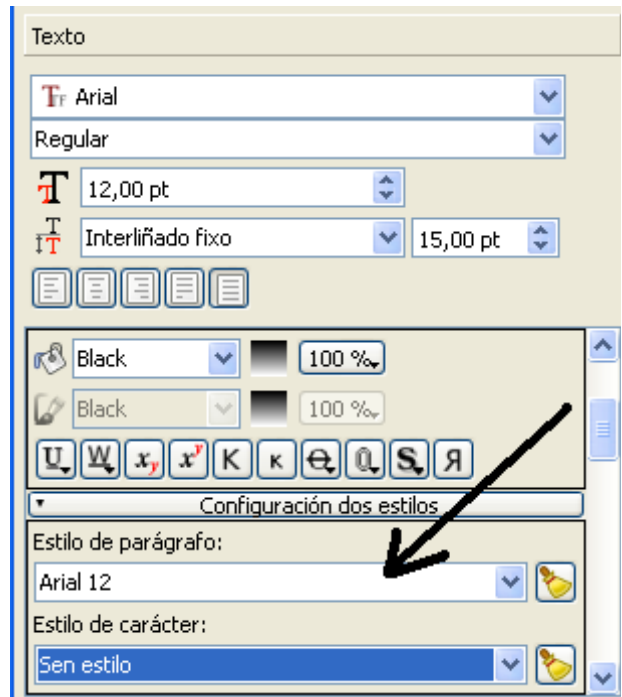 Texto
Arial
Regular
12,00 pt
Interliñado fixo 15,00 pt
Black 100 %
Black 100 %
U W xy x^y K ĸ O O S Я
Configuración dos estilos
Estilo de parágrafo:
Arial 12
Estilo de carácter:
Sen estilo